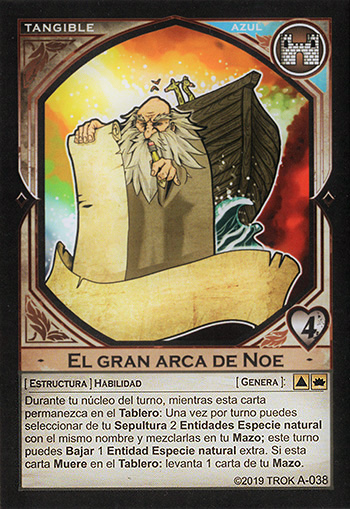 TANGIBLE AZUL
4
EL GRAN ARCA DE NOE
[ ESTRUCTURA ] HABILIDAD [ GENERA ]:
Durante tu núcleo del turno, mientras esta carta
permanezca en el Tablero: Una vez por turno puedes
seleccionar de tu Sepultura 2 Entidades Especie natural
con el mismo nombre y mezclarlas en tu Mazo; este turno
puedes Bajar 1 Entidad Especie natural extra. Si esta
carta Muere en el Tablero: levanta 1 carta de tu Mazo.
©2019 TROK A-038